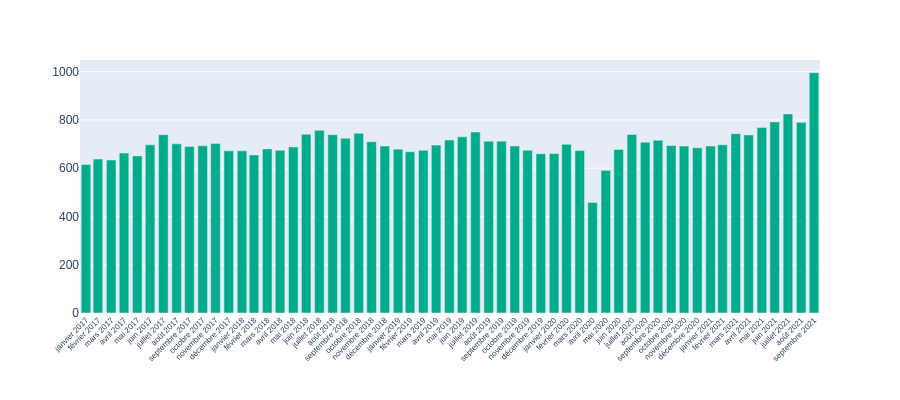 1000
800
600
400
200
0
janvier 2017
février 2017
mars 2017
avril 2017
mai 2017
juin 2017
juillet 2017
août 2017
septembre 2017
octobre 2017
novembre 2017
décembre 2017
janvier 2018
février 2018
mars 2018
avril 2018
mai 2018
juin 2018
juillet 2018
août 2018
septembre 2018
octobre 2018
novembre 2018
décembre 2018
janvier 2019
février 2019
mars 2019
avril 2019
mai 2019
juin 2019
juillet 2019
août 2019
septembre 2019
octobre 2019
novembre 2019
décembre 2019
janvier 2020
février 2020
mars 2020
avril 2020
mai 2020
juin 2020
juillet 2020
août 2020
septembre 2020
octobre 2020
novembre 2020
décembre 2020
janvier 2021
février 2021
mars 2021
avril 2021
mai 2021
juin 2021
juillet 2021
août 2021
septembre 2021